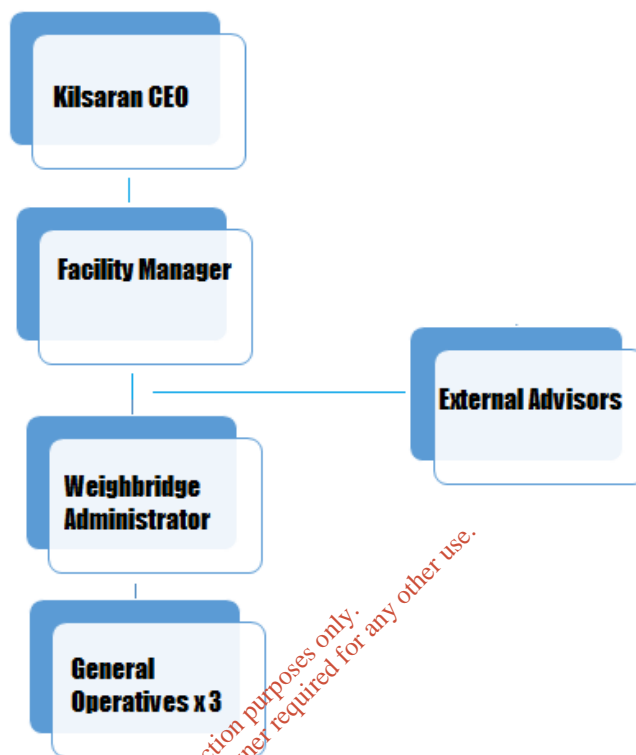 Kilsaran CEO
Facility Manager
External Advisors
Weighbridge
Administrator
General
Operatives x 3
purposes only.
required for any other use.